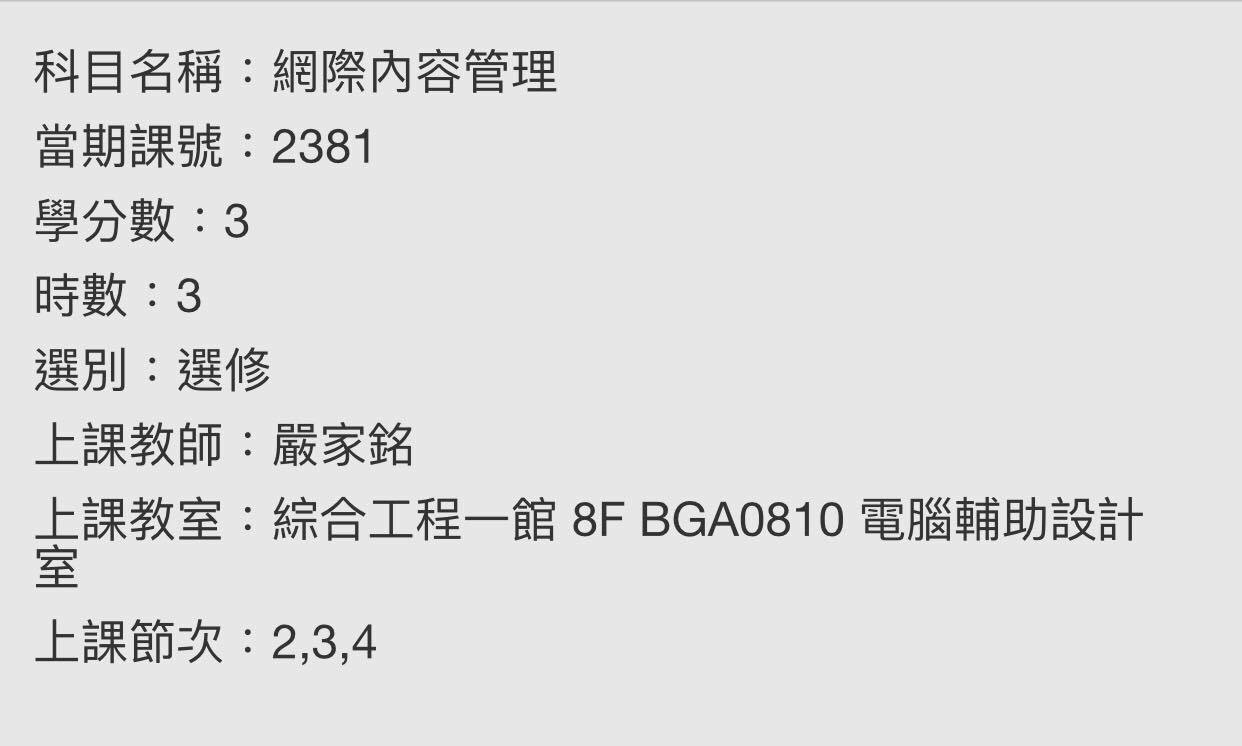 科目名稱：網際內容管理
當期課號：2381
學分數：3
時數：3
選別：選修
上課教師：嚴家銘
上課教室：綜合工程一館 8F BGA0810 電腦輔助設計
室
上課節次：2,3,4